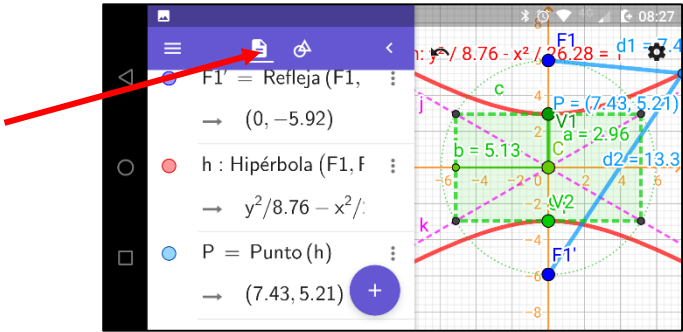 4G 08:27
F1′ = Refleja (F1,
→ (0, −5.92)
h : Hipérbola (F1, F
→ y²/8.76 − x²/
P = Punto (h)
→ (7.43, 5.21)
+
h: y² / 8.76 - x² / 26.28 = 1
F1
d1 = 7.4
c
j
P = (7.43, 5.21)
V1
a = 2.96
b = 5.13
C
d2 = 13.3
V2
k
F1'
8
4
2
−6 −4 −2 0 2 4 6
−2
−4
−6
−8